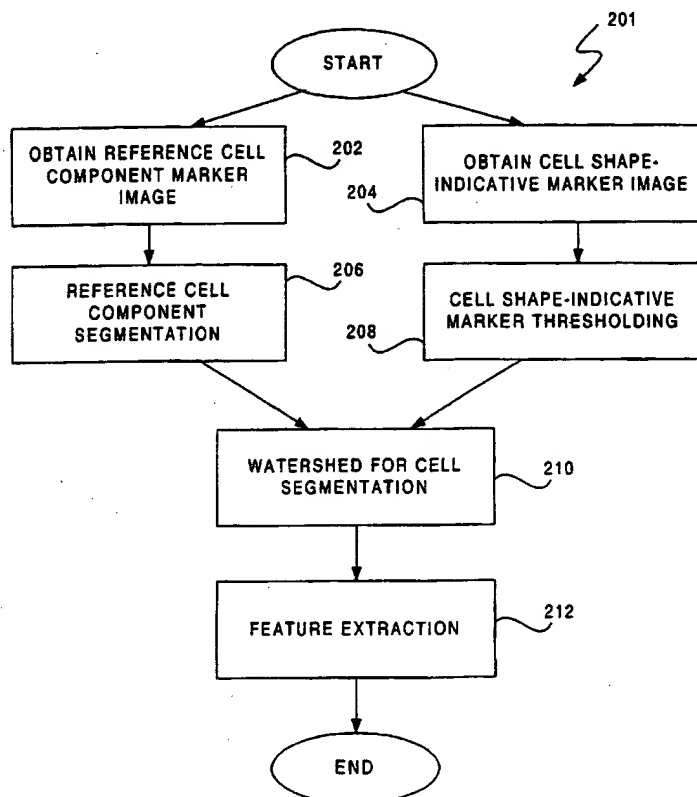 201
START
OBTAIN REFERENCE CELL
COMPONENT MARKER
IMAGE
202
OBTAIN CELL SHAPE-
INDICATIVE MARKER IMAGE
204
REFERENCE CELL
COMPONENT
SEGMENTATION
206
CELL SHAPE-INDICATIVE
MARKER THRESHOLDING
208
WATERSHED FOR CELL
SEGMENTATION
210
FEATURE EXTRACTION
212
END